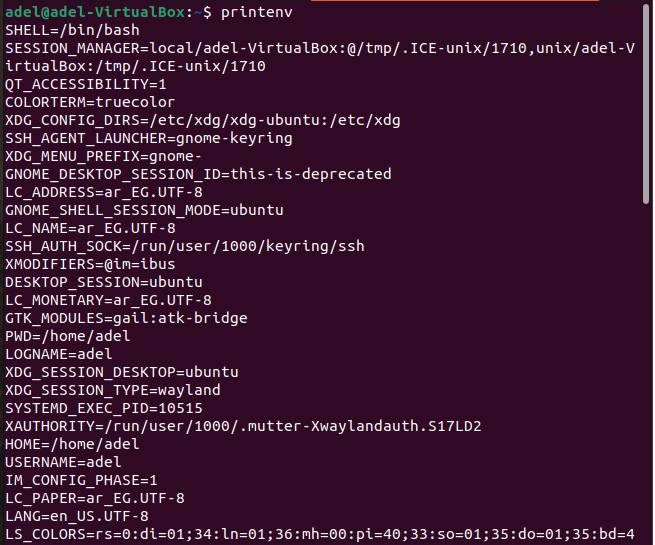 adel@adel-VirtualBox:~$ printenv
SHELL=/bin/bash
SESSION_MANAGER=local/adel-VirtualBox:@/tmp/.ICE-unix/1710,unix/adel-V
irtualBox:/tmp/.ICE-unix/1710
QT_ACCESSIBILITY=1
COLORTERM=truecolor
XDG_CONFIG_DIRS=/etc/xdg/xdg-ubuntu:/etc/xdg
SSH_AGENT_LAUNCHER=gnome-keyring
XDG_MENU_PREFIX=gnome-
GNOME_DESKTOP_SESSION_ID=this-is-deprecated
LC_ADDRESS=ar_EG.UTF-8
GNOME_SHELL_SESSION_MODE=ubuntu
LC_NAME=ar_EG.UTF-8
SSH_AUTH_SOCK=/run/user/1000/keyring/ssh
XMODIFIERS=@im=ibus
DESKTOP_SESSION=ubuntu
LC_MONETARY=ar_EG.UTF-8
GTK_MODULES=gail:atk-bridge
PWD=/home/adel
LOGNAME=adel
XDG_SESSION_DESKTOP=ubuntu
XDG_SESSION_TYPE=wayland
SYSTEMD_EXEC_PID=10515
XAUTHORITY=/run/user/1000/.mutter-Xwaylandauth.S17LD2
HOME=/home/adel
USERNAME=adel
IM_CONFIG_PHASE=1
LC_PAPER=ar_EG.UTF-8
LANG=en_US.UTF-8
LS_COLORS=rs=0:di=01;34:ln=01;36:mh=00:pi=40;33:so=01;35:do=01;35:bd=4